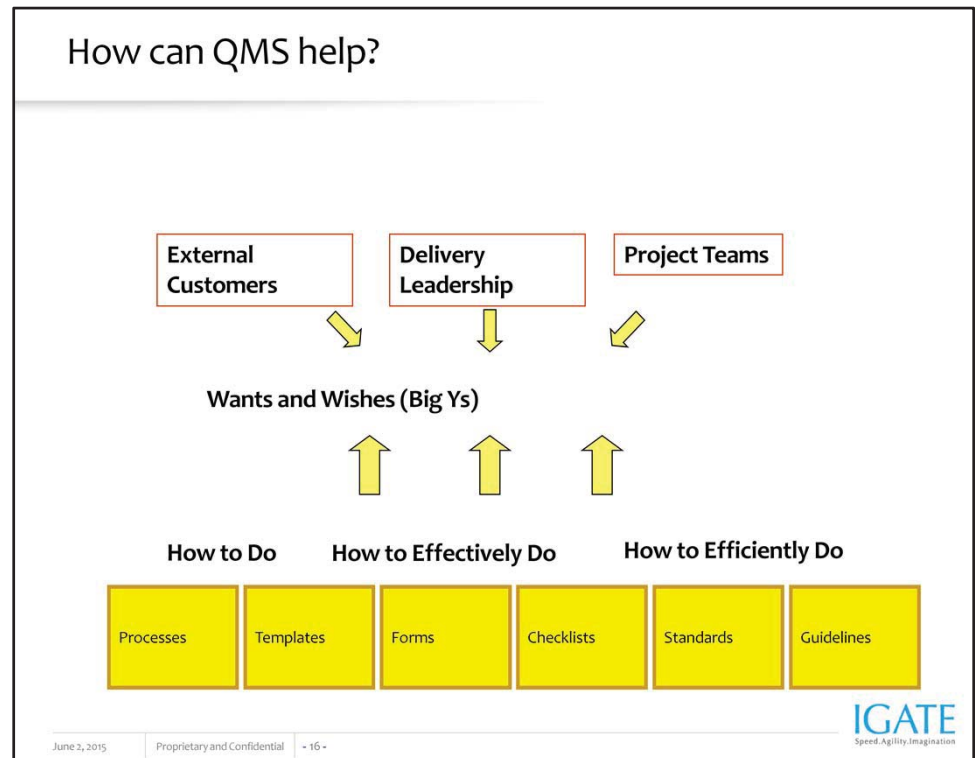 How can QMS help?
External
Customers
Delivery
Leadership
Project Teams
Wants and Wishes (Big Ys)
How to Do
How to Effectively Do
How to Efficiently Do
Processes
Templates
Forms
Checklists
Standards
Guidelines
June 2, 2015
Proprietary and Confidential
- 16 -
IGATE
Speed.Agility.Imagination